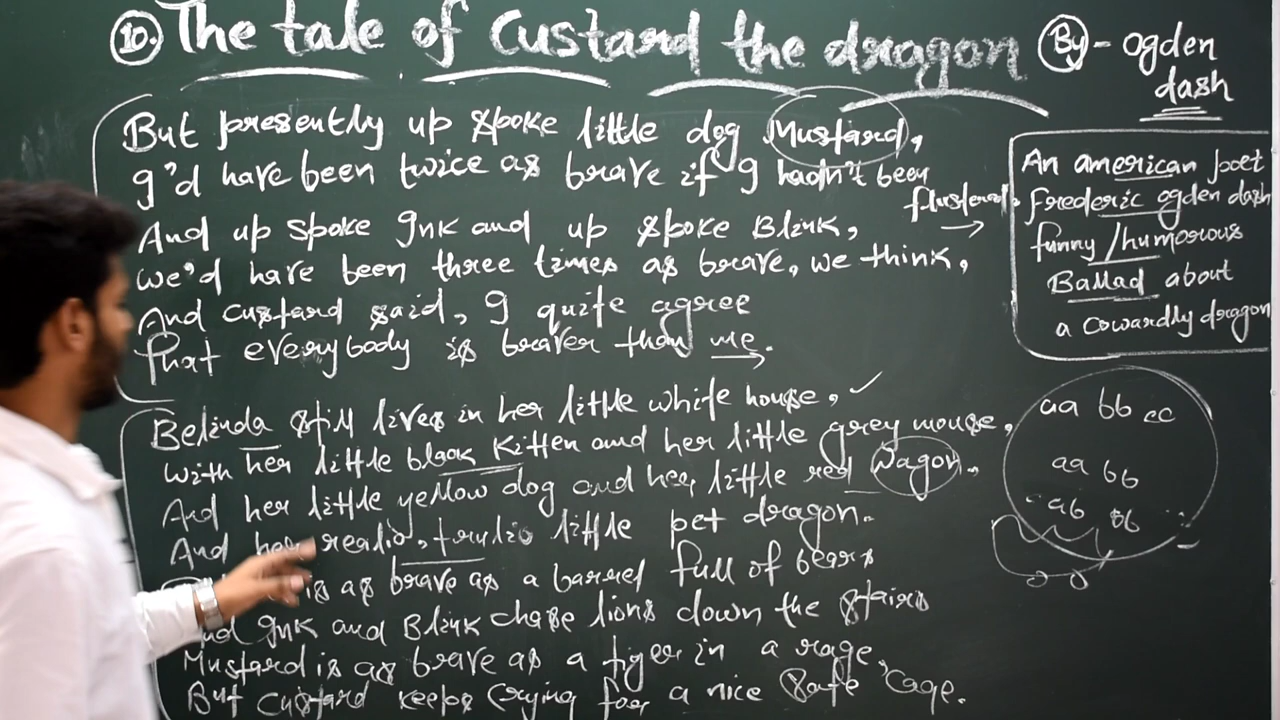 10. The tale of Custard the dragon By - ogden dash
But presently up spoke little dog Mustard,
I'd have been twice as brave if I hadn't been flustered.
And up spoke Ink and up spoke Blink,
we'd have been three times as brave, we think,
And custard said, I quite agree
That everybody is braver than me.
Belinda still lives in her little white house,
with her little black Kitten and her little grey mouse,
And her little yellow dog and her little red Wagon.
And her realio, trulio little pet dragon.
is as brave as a barrel full of bears
And Ink and Blink chase lions down the stairs
Mustard is as brave as a tiger in a rage,
But Custard keeps crying for a nice safe cage.
An american poet
Frederic ogden dash
funny / humorous
Ballad about
a cowardly dragon
aa bb cc
aa bb
ab bb